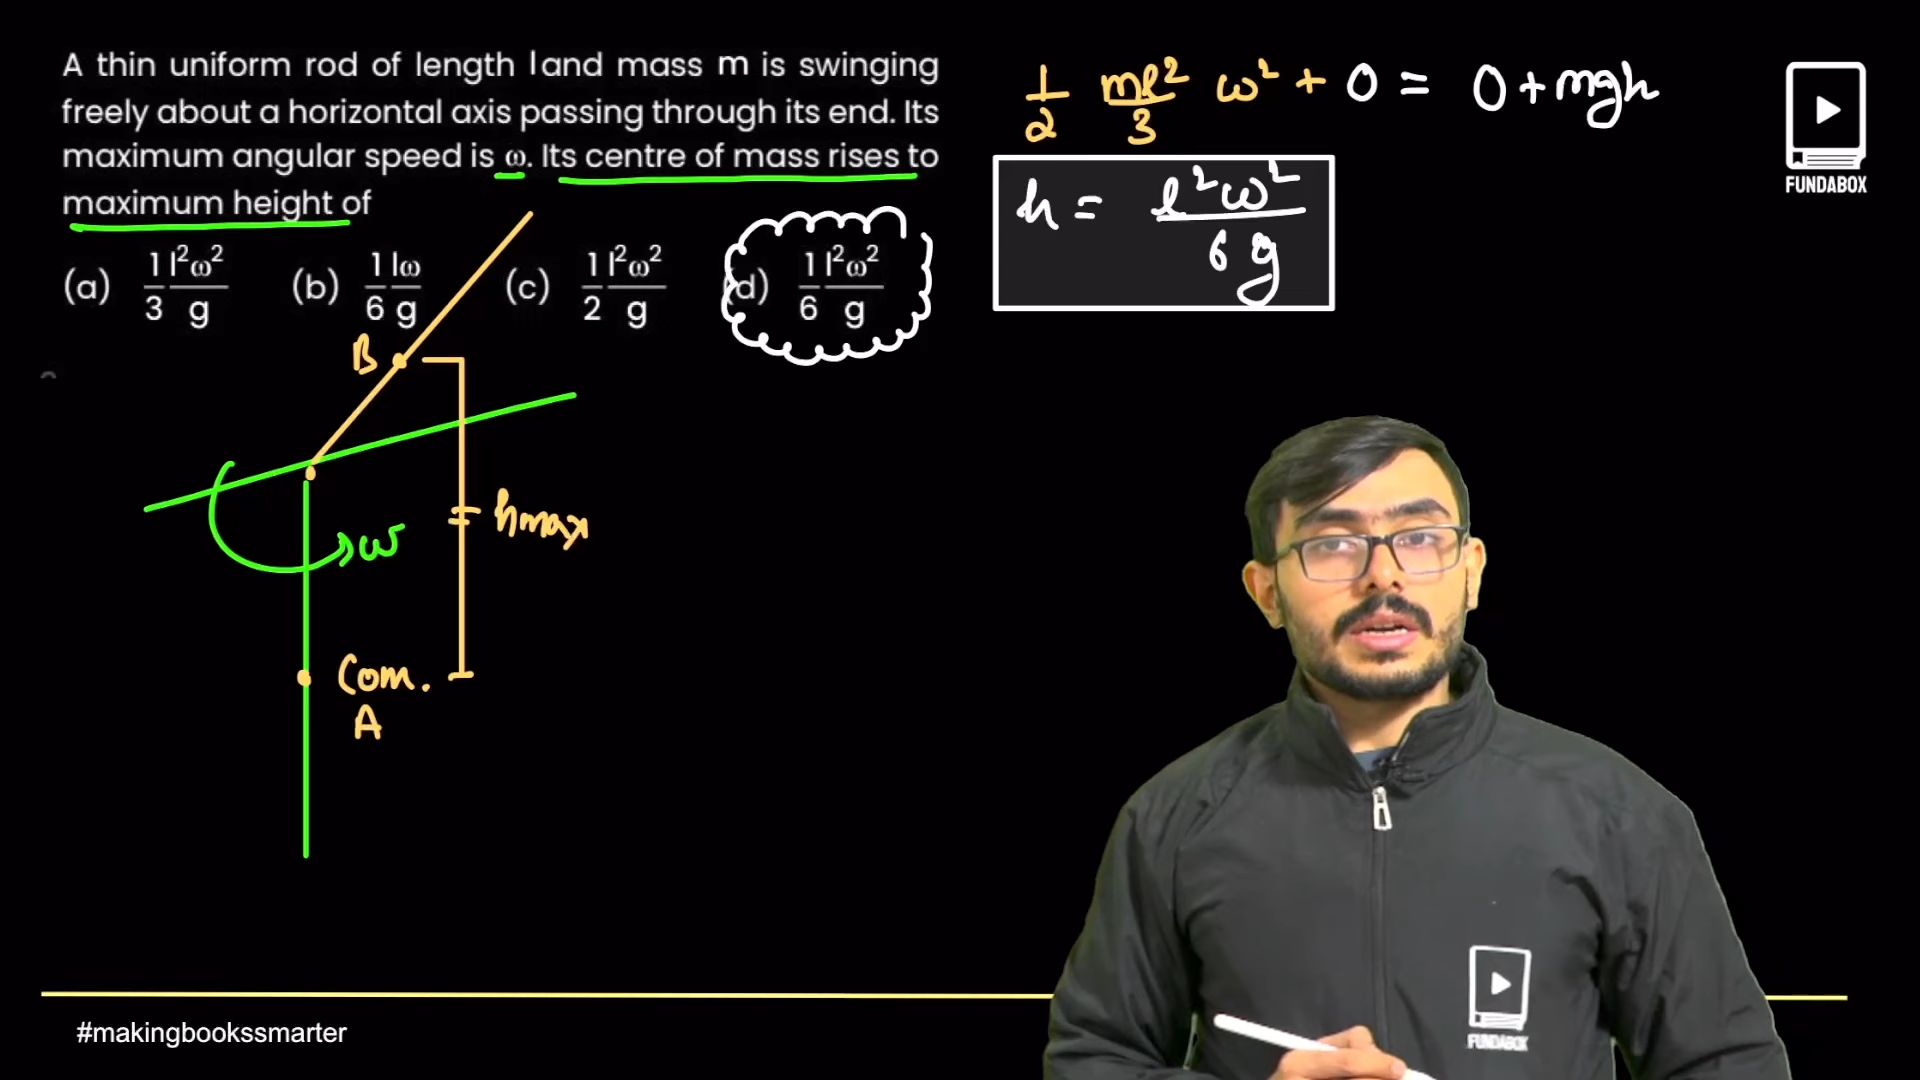 A thin uniform rod of length l and mass m is swinging
freely about a horizontal axis passing through its end. Its
maximum angular speed is ω. Its centre of mass rises to
maximum height of
(a) 1/3 l²ω²/g (b) 1/6 lω/g (c) 1/2 l²ω²/g (d) 1/6 l²ω²/g
1/2 ml²/3 ω² + 0 = 0 + mgh
h = l²ω²/6g
FUNDABOX
B
hmax
ω
Com.
A
FUNDABOX
#makingbookssmarter